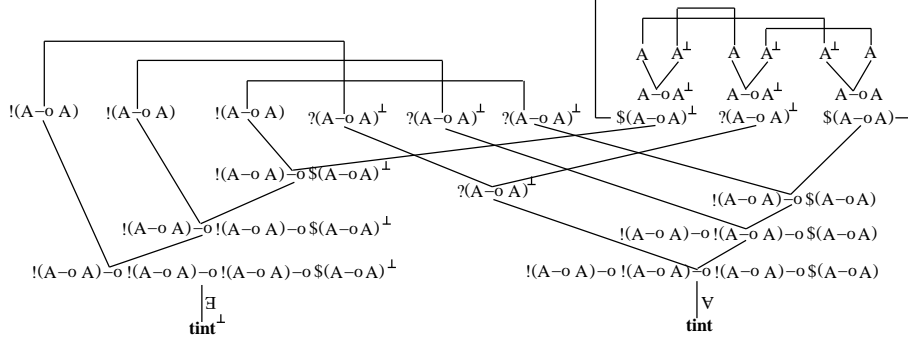 A A⊥ A A⊥ A⊥ A
!(A–o A) !(A–o A) !(A–o A) ?(A–o A)⊥ ?(A–o A)⊥ ?(A–o A)⊥ A–o A⊥ A–o A⊥ A–o A
$(A–o A)⊥ ?(A–o A)⊥ $(A–o A)
!(A–o A)–o $(A–o A)⊥ ?(A–o A)⊥ !(A–o A)–o $(A–o A)
!(A–o A)–o !(A–o A)–o $(A–o A)⊥ !(A–o A)–o !(A–o A)–o $(A–o A)
!(A–o A)–o !(A–o A)–o !(A–o A)–o $(A–o A)⊥ !(A–o A)–o !(A–o A)–o !(A–o A)–o $(A–o A)
∃ ∀
tint⊥ tint